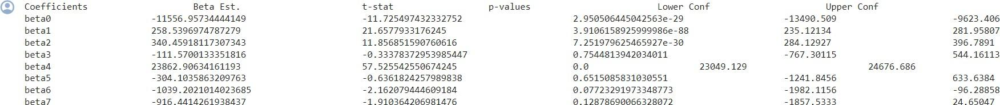 Coefficients Beta Est. t-stat p-values Lower Conf Upper Conf
beta0 -11556.95734444149 -11.725497432332752 2.950506445042563e-29 -13490.509 -9623.406
beta1 258.5396974787279 21.6577933176245 3.9106158925999986e-88 235.12134 281.95807
beta2 340.45918117307343 11.856851590760616 7.251979625465927e-30 284.12927 396.7891
beta3 -111.5700133351816 -0.33378372953985447 0.7544813942034011 -767.30115 544.16113
beta4 23862.90634161193 57.525542550674245 0.0 23049.129 24676.686
beta5 -304.1035863209763 -0.6361824257989838 0.6515085831030551 -1241.8456 633.6384
beta6 -1039.2021014023685 -2.162079444609184 0.07723291973348773 -1982.1156 -96.28858
beta7 -916.4414261938437 -1.910364206981476 0.12878690066328072 -1857.5333 24.65047